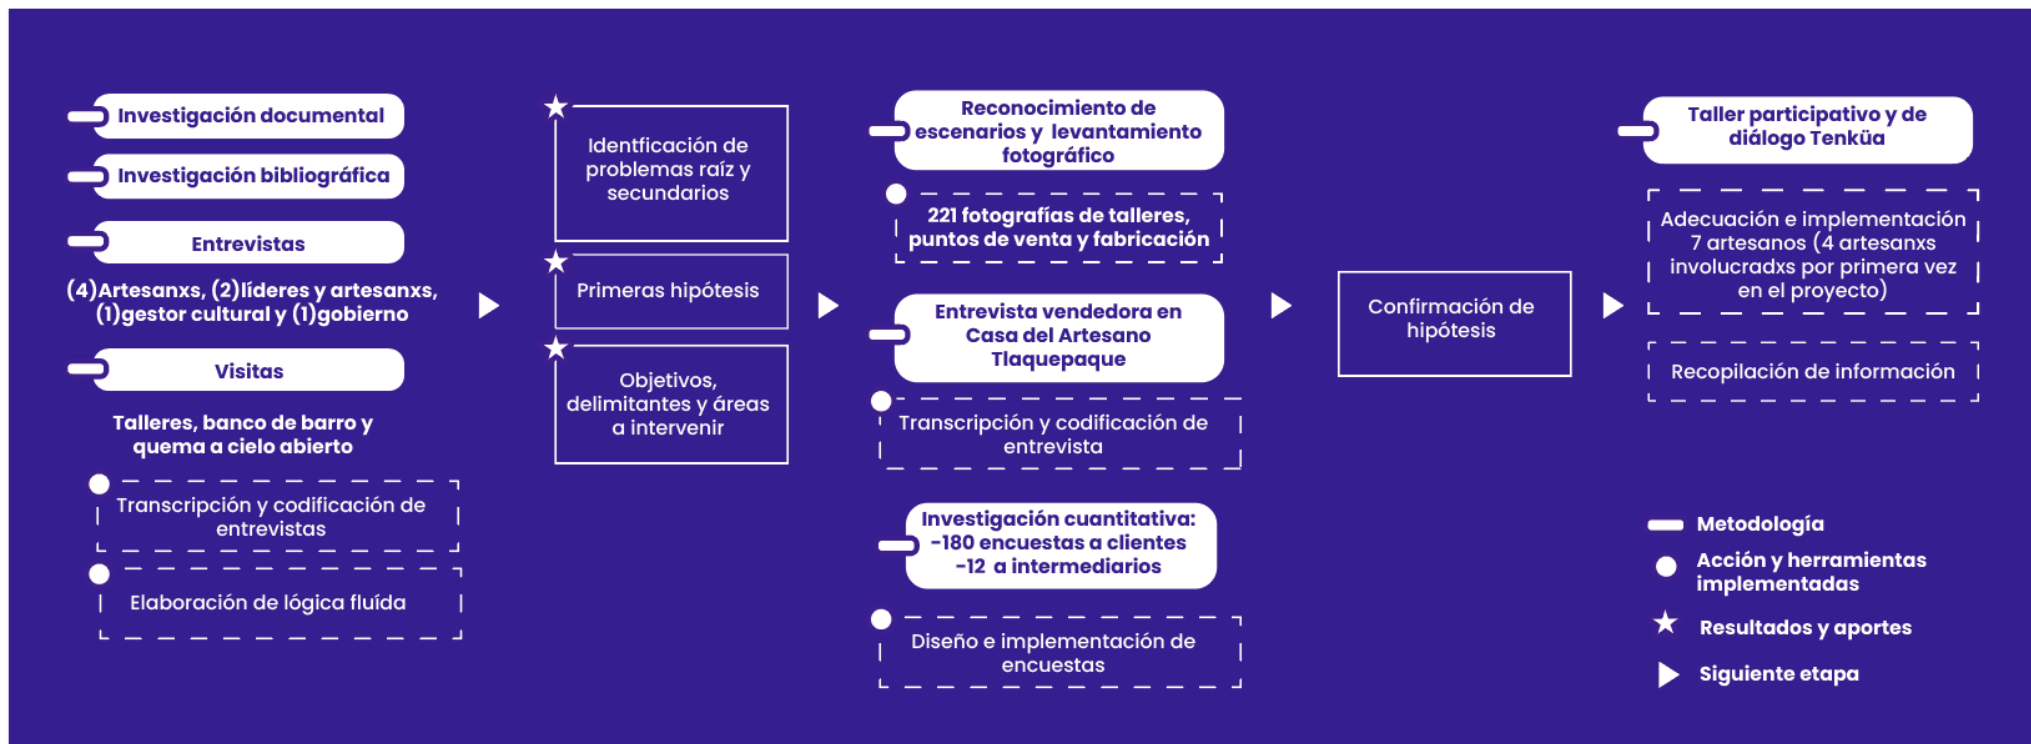 Investigación documental
Investigación bibliográfica
Entrevistas
(4)Artesanxs, (2)líderes y artesanxs,
(1)gestor cultural y (1)gobierno
Visitas
Talleres, banco de barro y
quema a cielo abierto
Transcripción y codificación de
entrevistas
Elaboración de lógica fluída
Identficación de
problemas raíz y
secundarios
Primeras hipótesis
Objetivos,
delimitantes y áreas
a intervenir
Reconocimiento de
escenarios y levantamiento
fotográfico
221 fotografías de talleres,
puntos de venta y fabricación
Entrevista vendedora en
Casa del Artesano
Tlaquepaque
Transcripción y codificación de
entrevista
Investigación cuantitativa:
-180 encuestas a clientes
-12 a intermediarios
Diseño e implementación de
encuestas
Confirmación de
hipótesis
Taller participativo y de
diálogo Tenküa
Adecuación e implementación
7 artesanos (4 artesanxs
involucradxs por primera vez
en el proyecto)
Recopilación de información
Metodología
Acción y herramientas
implementadas
Resultados y aportes
Siguiente etapa